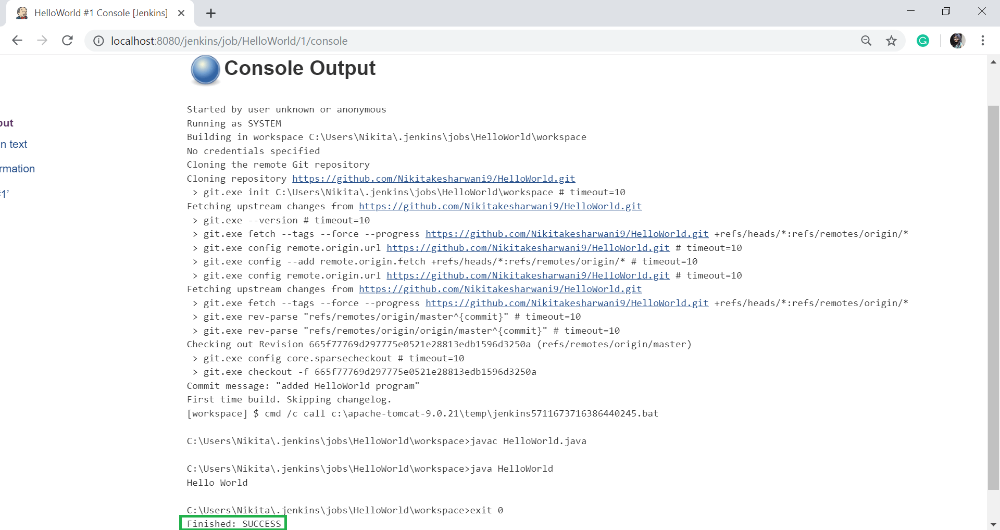 HelloWorld #1 Console [Jenkins]
localhost:8080/jenkins/job/HelloWorld/1/console
Console Output
out
n text
rmation
#1’
Started by user unknown or anonymous
Running as SYSTEM
Building in workspace C:\Users\Nikita\.jenkins\jobs\HelloWorld\workspace
No credentials specified
Cloning the remote Git repository
Cloning repository https://github.com/Nikitakesharwani9/HelloWorld.git
> git.exe init C:\Users\Nikita\.jenkins\jobs\HelloWorld\workspace # timeout=10
Fetching upstream changes from https://github.com/Nikitakesharwani9/HelloWorld.git
> git.exe --version # timeout=10
> git.exe fetch --tags --force --progress https://github.com/Nikitakesharwani9/HelloWorld.git +refs/heads/*:refs/remotes/origin/*
> git.exe config remote.origin.url https://github.com/Nikitakesharwani9/HelloWorld.git # timeout=10
> git.exe config --add remote.origin.fetch +refs/heads/*:refs/remotes/origin/* # timeout=10
> git.exe config remote.origin.url https://github.com/Nikitakesharwani9/HelloWorld.git # timeout=10
Fetching upstream changes from https://github.com/Nikitakesharwani9/HelloWorld.git
> git.exe fetch --tags --force --progress https://github.com/Nikitakesharwani9/HelloWorld.git +refs/heads/*:refs/remotes/origin/*
> git.exe rev-parse "refs/remotes/origin/master^{commit}" # timeout=10
> git.exe rev-parse "refs/remotes/origin/origin/master^{commit}" # timeout=10
Checking out Revision 665f77769d297775e0521e28813edb1596d3250a (refs/remotes/origin/master)
> git.exe config core.sparsecheckout # timeout=10
> git.exe checkout -f 665f77769d297775e0521e28813edb1596d3250a
Commit message: "added HelloWorld program"
First time build. Skipping changelog.
[workspace] $ cmd /c call c:\apache-tomcat-9.0.21\temp\jenkins5711673716386440245.bat
C:\Users\Nikita\.jenkins\jobs\HelloWorld\workspace>javac HelloWorld.java
C:\Users\Nikita\.jenkins\jobs\HelloWorld\workspace>java HelloWorld
Hello World
C:\Users\Nikita\.jenkins\jobs\HelloWorld\workspace>exit 0
Finished: SUCCESS